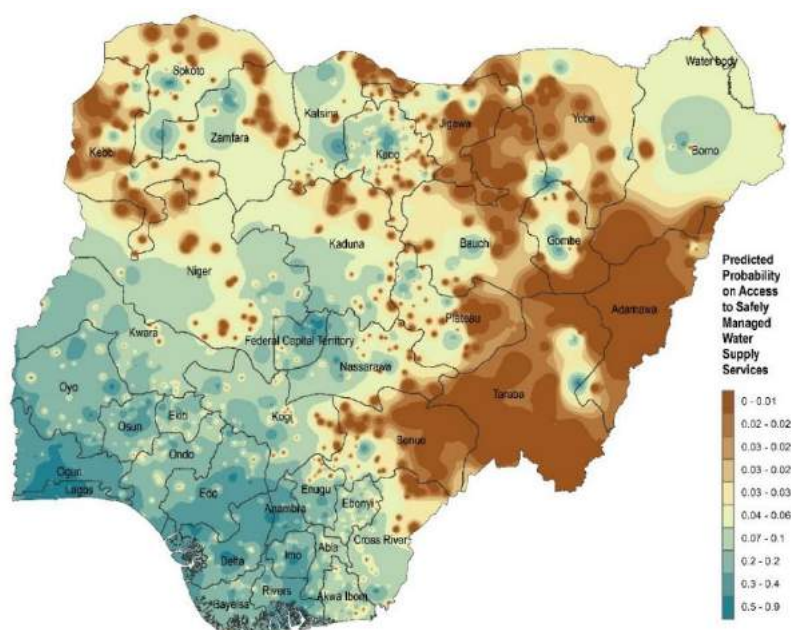 Water body
Sokoto
Katsina
Jigawa
Yobe
Zamfara
Kano
Borno
Kebbi
Kaduna
Bauchi
Gombe
Niger
Adamawa
Plateau
Kwara
Federal Capital Territory
Nassarawa
Taraba
Oyo
Osun
Ekiti
Kogi
Benue
Ondo
Ogun
Lagos
Edo
Enugu
Anambra
Ebonyi
Cross River
Delta
Imo
Abia
Bayelsa
Rivers
Akwa Ibom
Predicted
Probability
on Access
to Safely
Managed
Water
Supply
Services
0 - 0.01
0.02 - 0.02
0.03 - 0.02
0.03 - 0.02
0.03 - 0.03
0.04 - 0.06
0.07 - 0.1
0.2 - 0.2
0.3 - 0.4
0.5 - 0.9